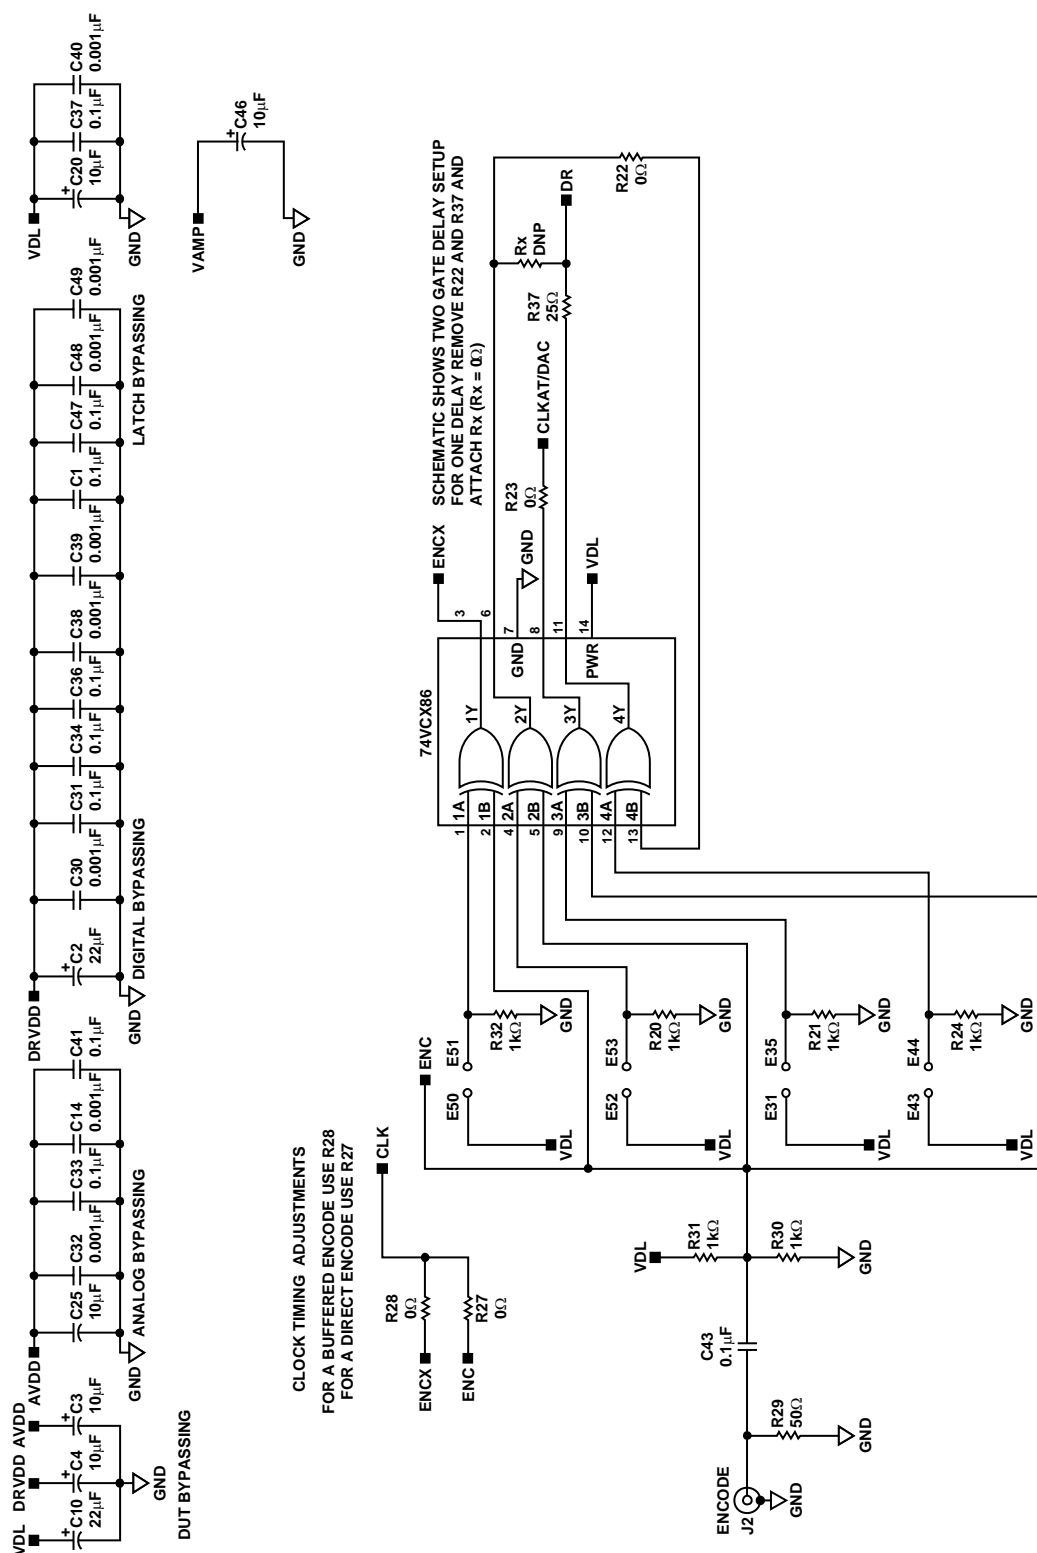 VDL
C10
22µF
DRVDD
C4
10µF
AVDD
C3
10µF
GND
DUT BYPASSING
AVDD
C25
10µF
C32
0.001µF
C33
0.1µF
C14
0.001µF
C41
0.1µF
GND
ANALOG BYPASSING
DRVDD
C2
22µF
C30
0.001µF
C31
0.1µF
C34
0.1µF
C36
0.1µF
C38
0.001µF
C39
0.001µF
C1
0.1µF
C47
0.1µF
C48
0.001µF
C49
0.001µF
GND
DIGITAL BYPASSING
LATCH BYPASSING
VDL
C20
10µF
C37
0.1µF
C40
0.001µF
GND
VAMP
C46
10µF
GND
CLOCK TIMING ADJUSTMENTS
FOR A BUFFERED ENCODE USE R28
FOR A DIRECT ENCODE USE R27
ENCX
R28
0Ω
CLK
ENC
R27
0Ω
SCHEMATIC SHOWS TWO GATE DELAY SETUP
FOR ONE DELAY REMOVE R22 AND R37 AND
ATTACH Rx (Rx = 0Ω)
ENC
E50
E51
VDL
R32
1kΩ
GND
E52
E53
VDL
R20
1kΩ
GND
E31
E35
VDL
R21
1kΩ
GND
E43
E44
VDL
R24
1kΩ
GND
74VCX86
1
1A
2
1B
4
2A
5
2B
9
3A
10
3B
12
4A
13
4B
1Y
2Y
3Y
4Y
GND
PWR
3
6
7
8
11
14
ENCX
GND
R23
0Ω
CLKAT/DAC
VDL
R37
25Ω
Rx
DNP
DR
R22
0Ω
ENCODE
J2
GND
R29
50Ω
GND
C43
0.1µF
VDL
R31
1kΩ
R30
1kΩ
GND